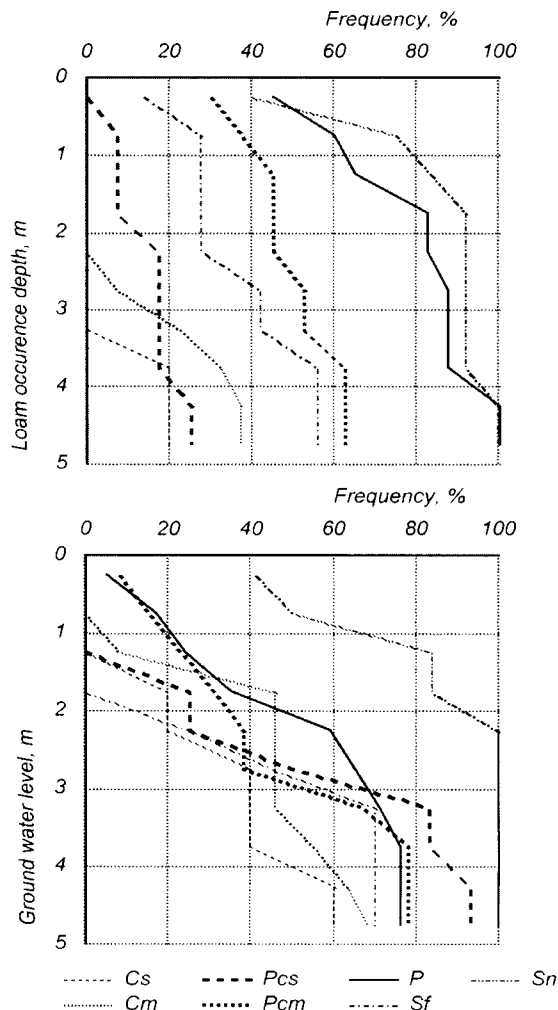 Frequency, %
0 20 40 60 80 100
0
1
2
3
4
5
Loam occurence depth, m
Frequency, %
0 20 40 60 80 100
0
1
2
3
4
5
Ground water level, m
Cs Pcs P Sn
Cm Pcm Sf